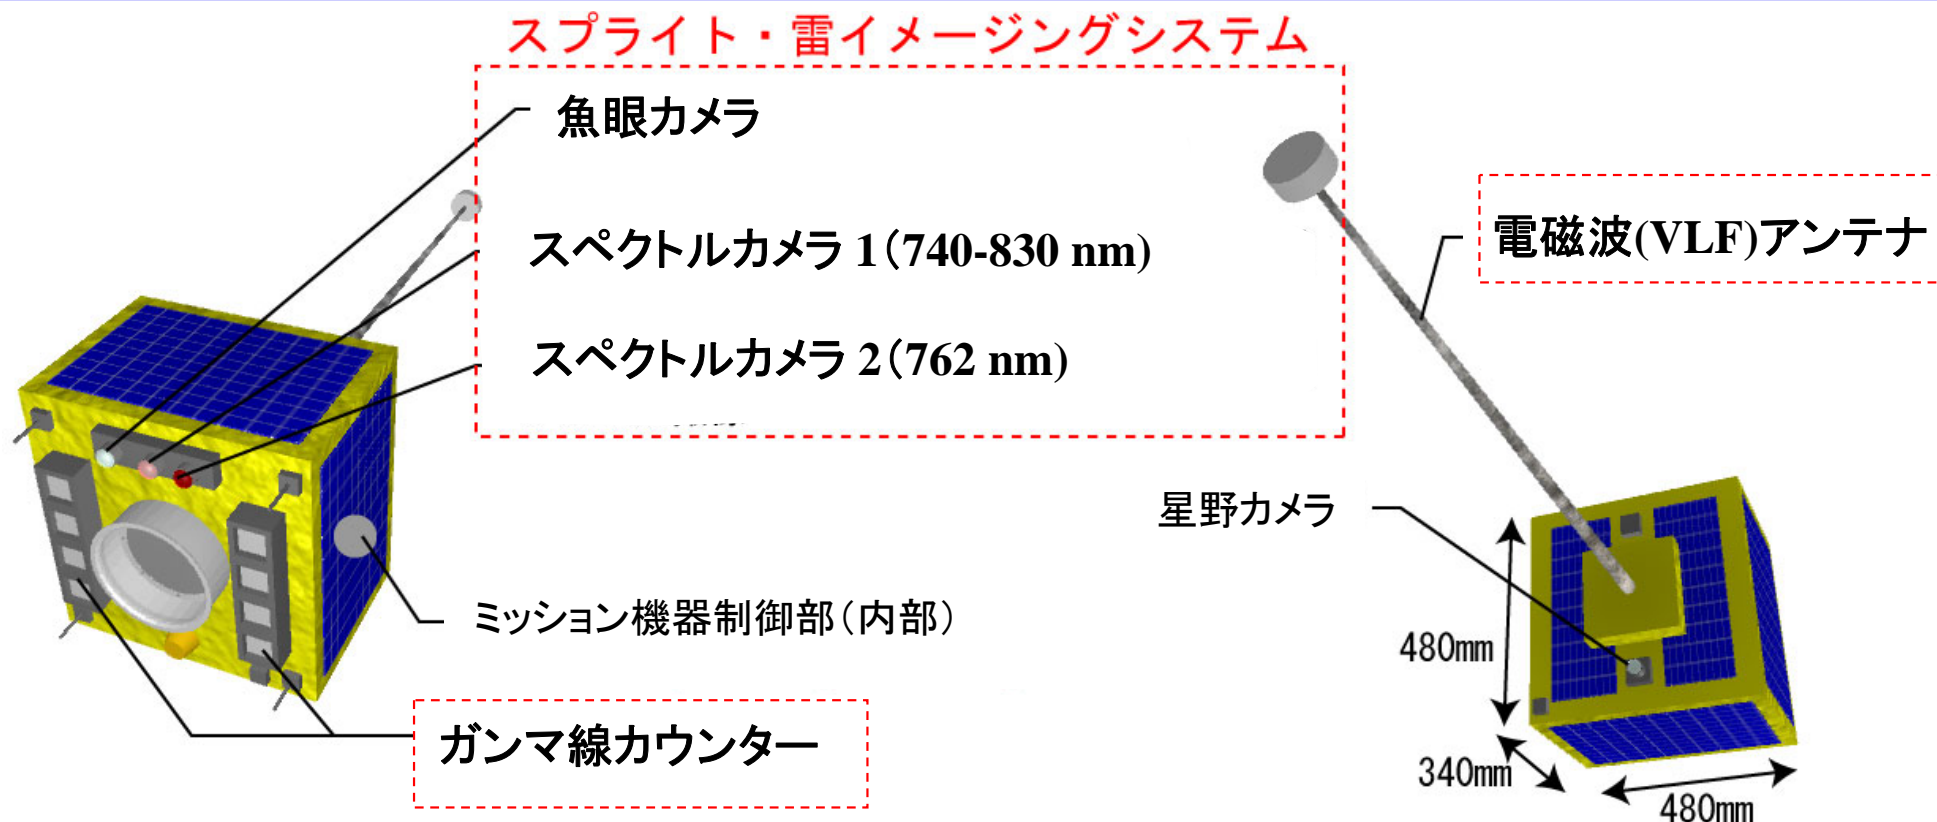 スプライト・雷イメージングシステム
魚眼カメラ
スペクトルカメラ 1(740-830 nm)
スペクトルカメラ 2(762 nm)
電磁波(VLF)アンテナ
星野カメラ
ミッション機器制御部(内部)
ガンマ線カウンター
480mm
340mm
480mm